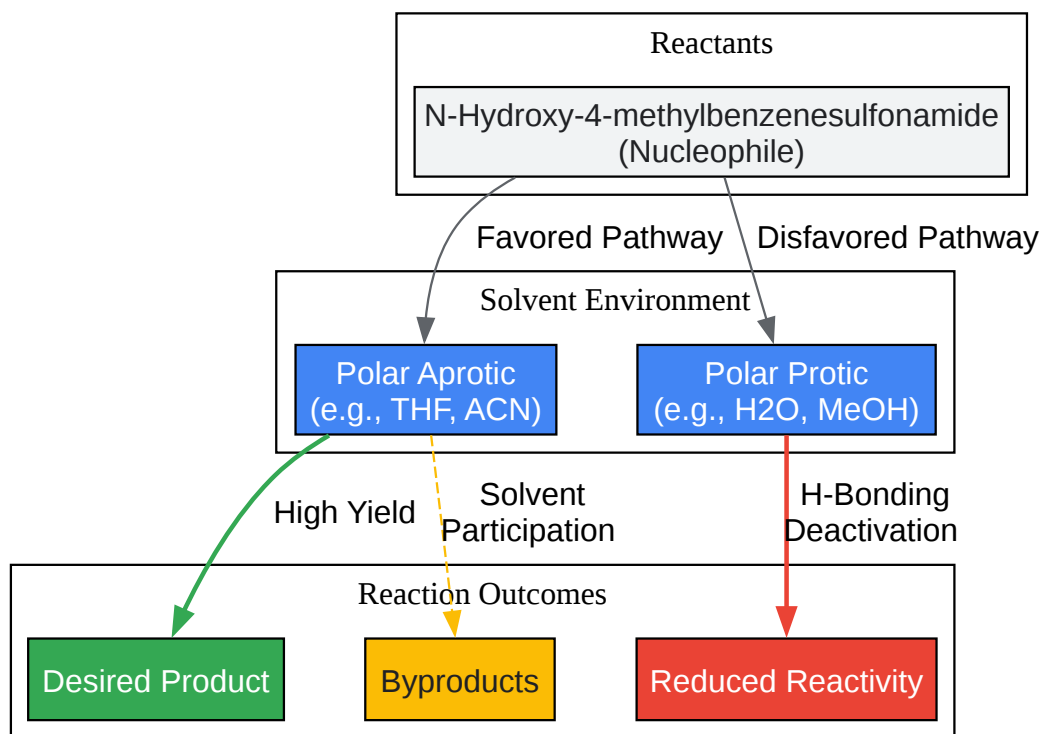 Reactants
N-Hydroxy-4-methylbenzenesulfonamide
(Nucleophile)
Favored Pathway
Disfavored Pathway
Solvent Environment
Polar Aprotic
(e.g., THF, ACN)
Polar Protic
(e.g., H2O, MeOH)
High Yield
Solvent
Participation
H-Bonding
Deactivation
Reaction Outcomes
Desired Product
Byproducts
Reduced Reactivity